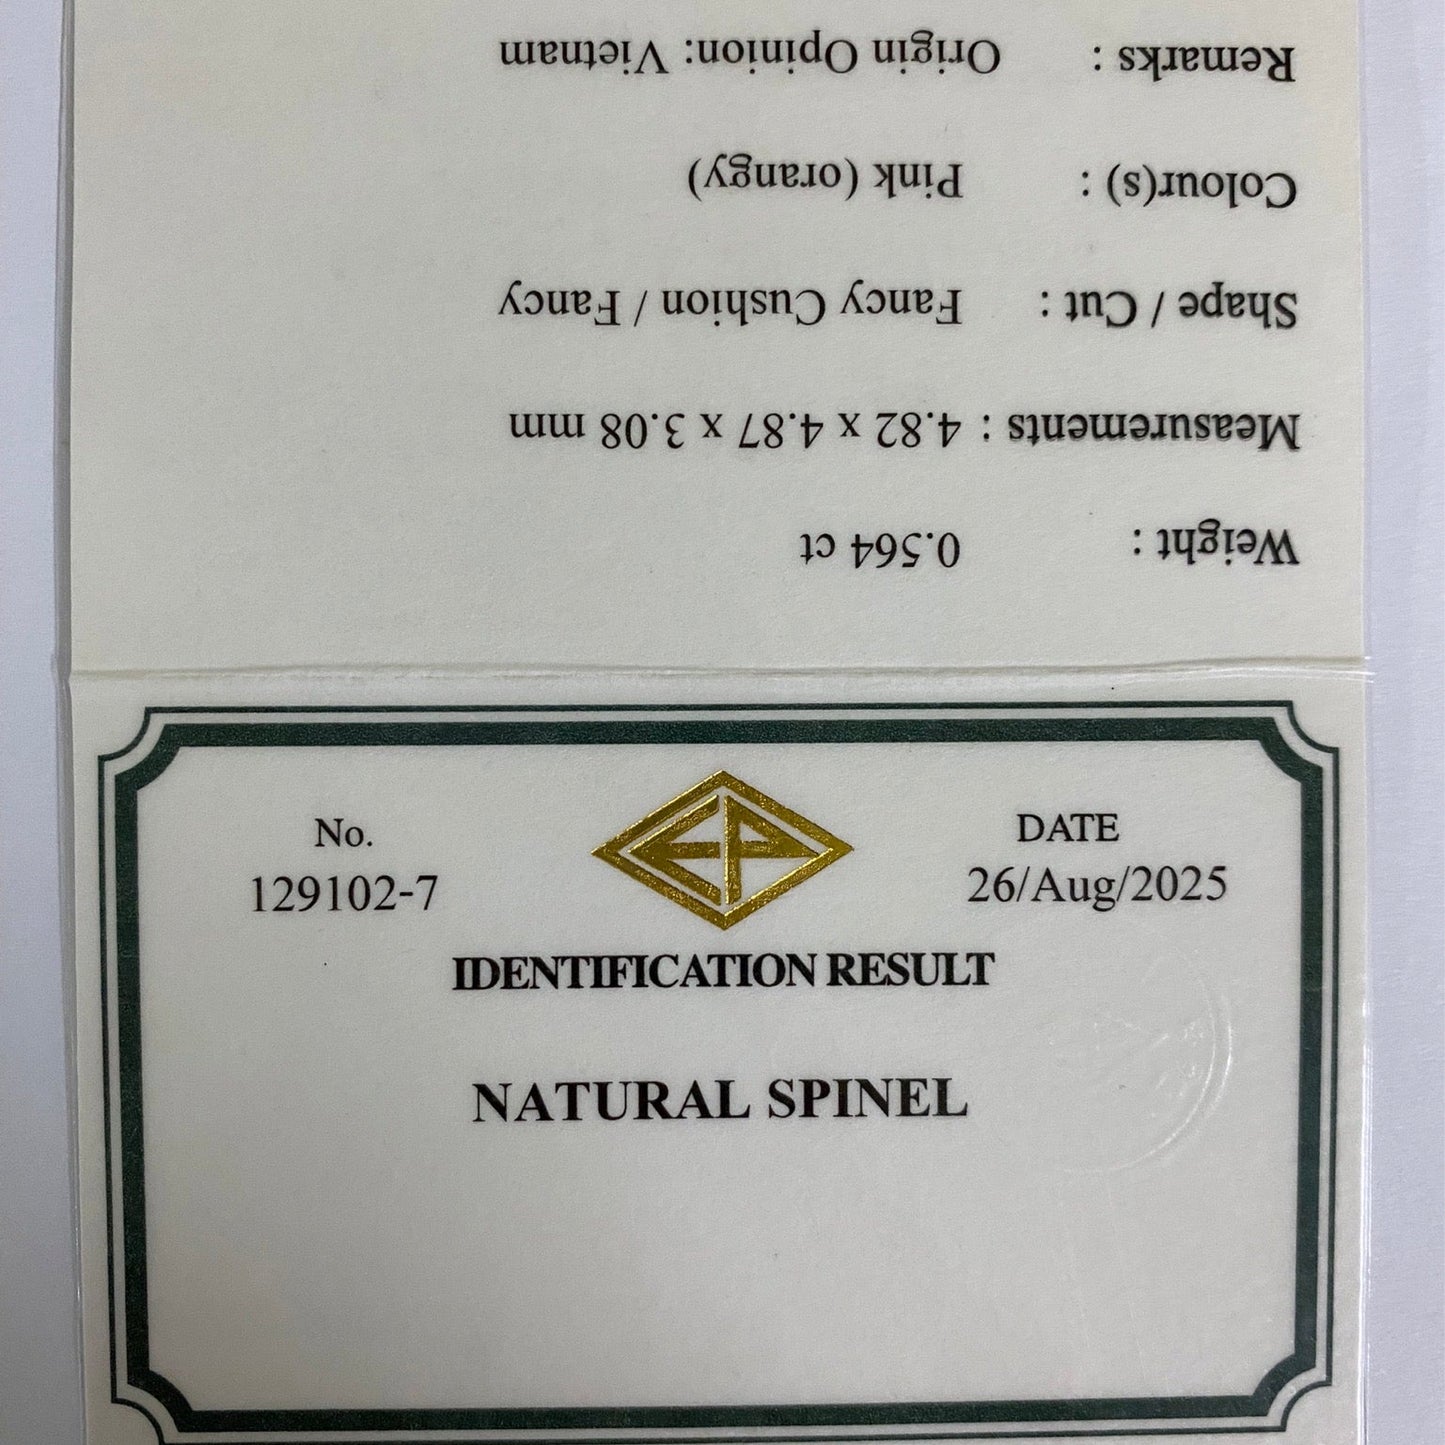 Weight : 0.564 ct
Measurements : 4.82 x 4.87 x 3.08 mm
Shape / Cut : Fancy Cushion / Fancy
Colour(s) : Pink (orangy)
Remarks : Origin Opinion: Vietnam
No. DATE
129102-7 26/Aug/2025
EP
IDENTIFICATION RESULT
NATURAL SPINEL